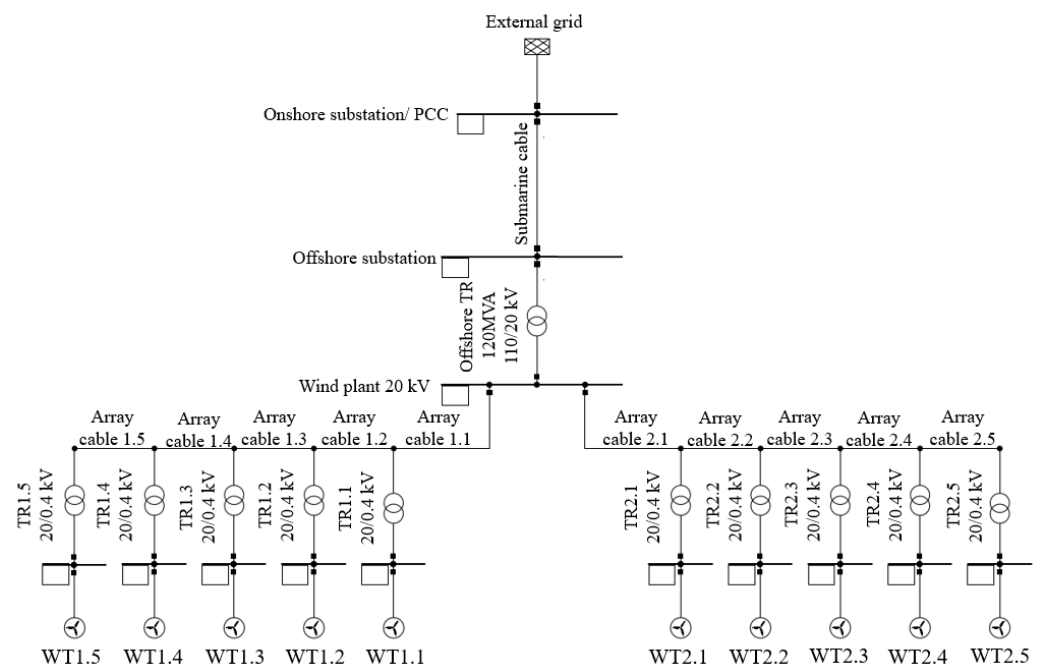 External grid
Onshore substation/ PCC
Submarine cable
Offshore substation
Offshore TR
120MVA
110/20 kV
Wind plant 20 kV
Array
cable 1.5
Array
cable 1.4
Array
cable 1.3
Array
cable 1.2
Array
cable 1.1
Array
cable 2.1
Array
cable 2.2
Array
cable 2.3
Array
cable 2.4
Array
cable 2.5
TR1.5
20/0.4 kV
TR1.4
20/0.4 kV
TR1.3
20/0.4 kV
TR1.2
20/0.4 kV
TR1.1
20/0.4 kV
TR2.1
20/0.4 kV
TR2.2
20/0.4 kV
TR2.3
20/0.4 kV
TR2.4
20/0.4 kV
TR2.5
20/0.4 kV
WT1.5
WT1.4
WT1.3
WT1.2
WT1.1
WT2.1
WT2.2
WT2.3
WT2.4
WT2.5